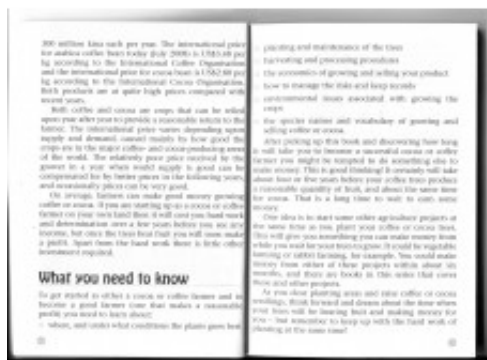 300 million kina each per year. The international price
for arabica coffee bean today (July 2008) is US$3.08 per
kg according to the International Coffee Organisation
and the international price for cocoa bean is US$2.80 per
kg according to the International Cocoa Organisation.
Both products are at quite high prices compared with
recent years.
Both coffee and cocoa are crops that can be relied
upon year after year to provide a reasonable return to the
farmer. The international price varies depending upon
supply and demand, caused mainly by how good the
crops are in the major coffee- and cocoa-producing areas
of the world. The relatively poor price received by the
grower in a year when world supply is good can be
compensated for by better prices in the following years,
and occasionally prices can be very good.
On average, farmers can make good money growing
coffee or cocoa. If you are starting up as a cocoa or coffee
farmer on your own land then it will cost you hard work
and determination over a few years before you see any
income, but once the trees bear fruit you will soon make
a profit. Apart from the hard work there is little other
investment required.
What you need to know
To get started as either a cocoa or coffee farmer and to
become a good farmer (one that makes a reasonable
profit) you need to learn about:
where, and under what conditions the plants grow best
planting and maintenance of the trees
harvesting and processing procedures
the economics of growing and selling your product
how to manage the risks and keep records
environmental issues associated with growing the
crops
the special nature and vocabulary of growing and
selling coffee or cocoa.
After picking up this book and discovering how long
it will take you to become a successful cocoa or coffee
farmer you might be tempted to do something else to
make money. This is good thinking! It certainly will take
about four or five years before your coffee trees produce
a reasonable quantity of fruit, and about the same time
for cocoa. That is a long time to wait to earn some
money.
One idea is to start some other agriculture projects at
the same time as you plant your coffee or cocoa trees.
This will give you something you can make money from
while you wait for your trees to grow. It could be vegetable
farming or rabbit farming, for example. You could make
money from either of these projects within about six
months, and there are books in this series that cover
these and other projects.
As you clear planting areas and raise coffee or cocoa
seedlings, think forward and dream about the time when
your trees will be bearing fruit and making money for
you – but remember to keep up with the hard work of
planting at the same time!